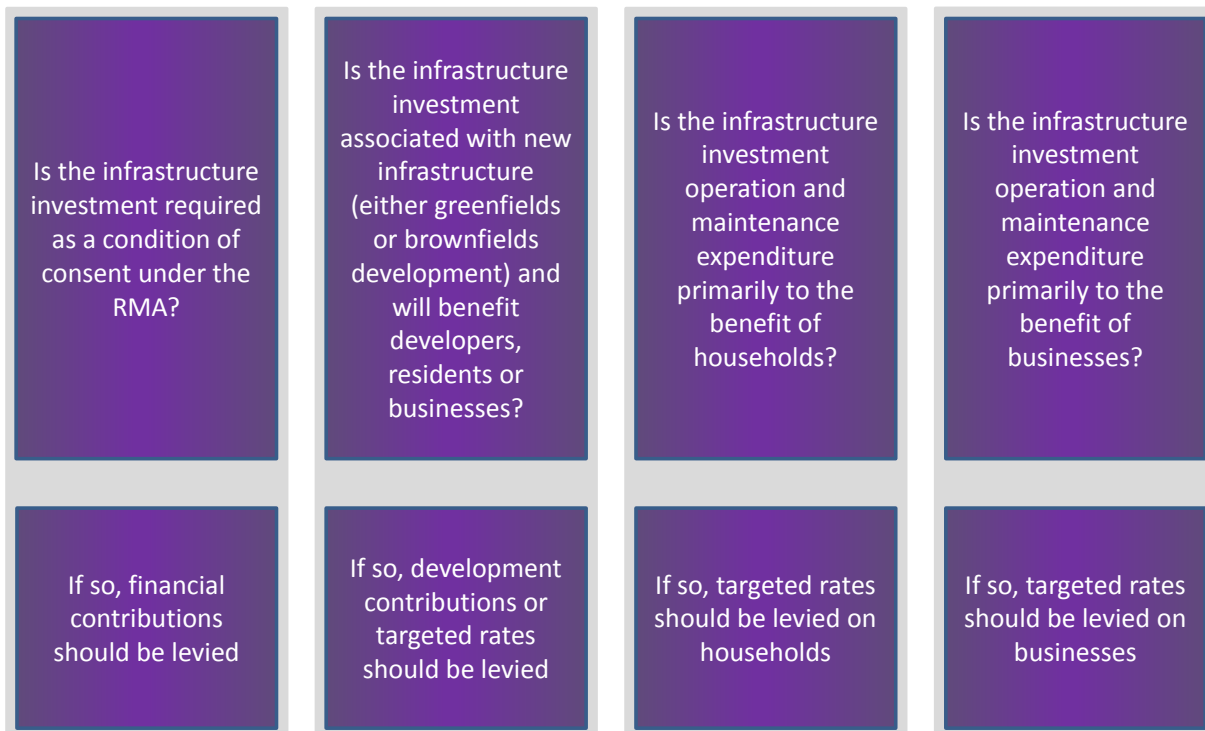 Is the infrastructure
investment required
as a condition of
consent under the
RMA?
If so, financial
contributions
should be levied
Is the infrastructure
investment
associated with new
infrastructure
(either greenfields
or brownfields
development) and
will benefit
developers,
residents or
businesses?
If so, development
contributions or
targeted rates
should be levied
Is the infrastructure
investment
operation and
maintenance
expenditure
primarily to the
benefit of
households?
If so, targeted rates
should be levied on
households
Is the infrastructure
investment
operation and
maintenance
expenditure
primarily to the
benefit of
businesses?
If so, targeted rates
should be levied on
businesses